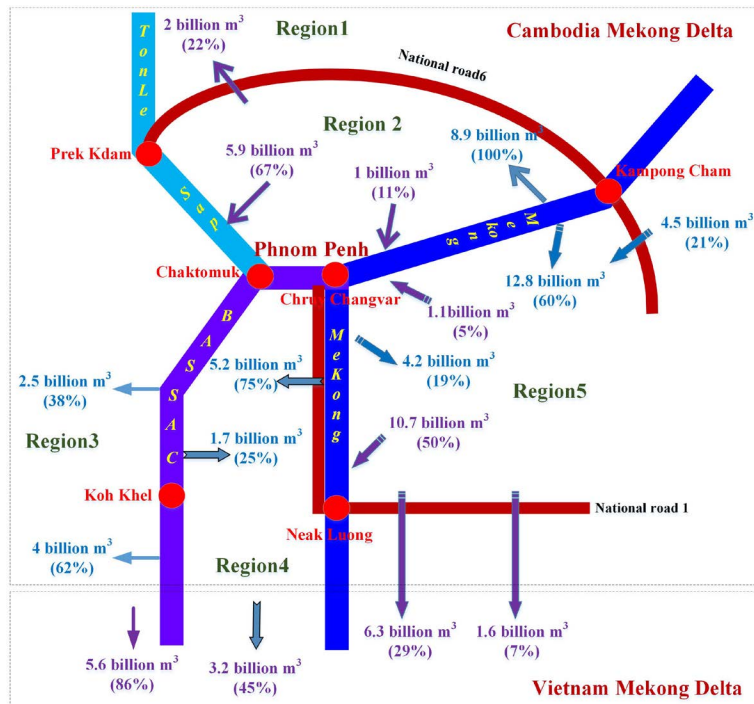 Region1
Cambodia Mekong Delta
2 billion m³
(22%)
National road6
TonLe
Region 2
8.9 billion m³
(100%)
Prek Kdam
5.9 billion m³
(67%)
1 billion m³
(11%)
Kampong Cham
Sap
Mekong
4.5 billion m³
(21%)
Phnom Penh
Chaktomuk
Chruy Changvar
12.8 billion m³
(60%)
1.1billion m³
(5%)
BASSAC
MeKong
5.2 billion m³
(75%)
4.2 billion m³
(19%)
2.5 billion m³
(38%)
Region5
Region3
1.7 billion m³
(25%)
10.7 billion m³
(50%)
Koh Khel
National road 1
Neak Luong
4 billion m³
(62%)
Region4
5.6 billion m³
(86%)
3.2 billion m³
(45%)
6.3 billion m³
(29%)
1.6 billion m³
(7%)
Vietnam Mekong Delta